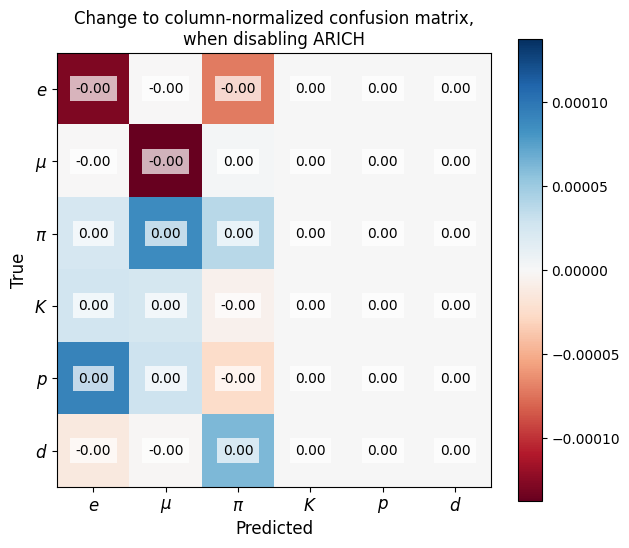 Change to column-normalized confusion matrix,
when disabling ARICH
e -0.00 -0.00 -0.00 0.00 0.00 0.00
μ -0.00 -0.00 0.00 0.00 0.00 0.00
π 0.00 0.00 0.00 0.00 0.00 0.00
K 0.00 0.00 -0.00 0.00 0.00 0.00
p 0.00 0.00 -0.00 0.00 0.00 0.00
d -0.00 -0.00 0.00 0.00 0.00 0.00
e μ π K p d
Predicted
True
0.00010
0.00005
0.00000
−0.00005
−0.00010